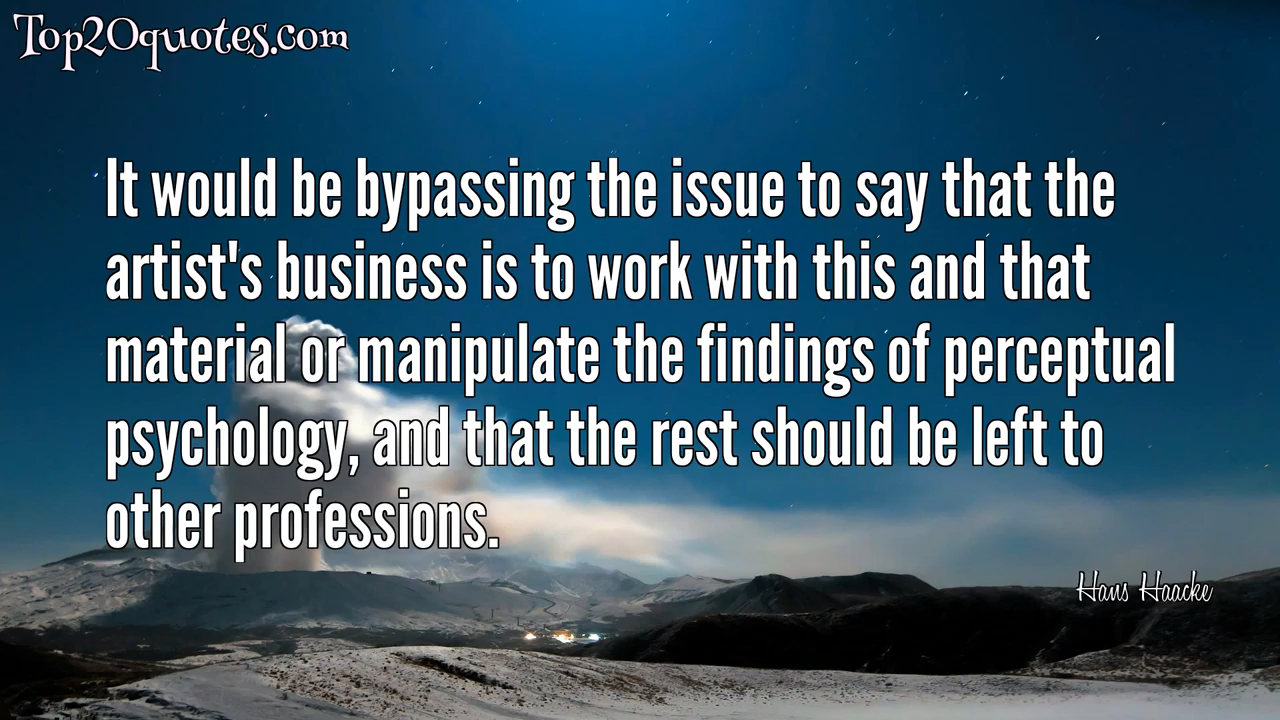 Top20quotes.com
It would be bypassing the issue to say that the
artist's business is to work with this and that
material or manipulate the findings of perceptual
psychology, and that the rest should be left to
other professions.
Hans Haacke